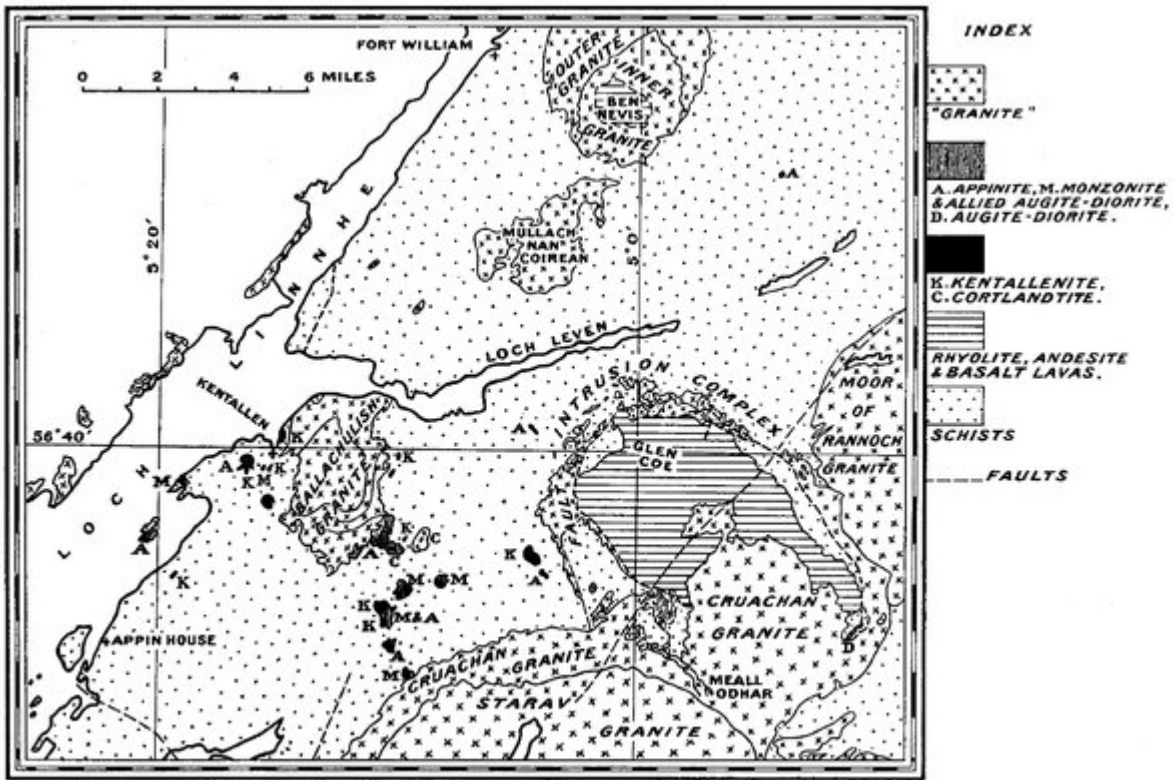 FORT WILLIAM
0 2 4 6 MILES
OUTER
GRANITE
INNER
BEN
NEVIS
GRANITE
A
MULLACH
NAN
COIREAN
5°20'
5°0'
LOCH LINNHE
LOCH LEVEN
KENTALLEN
56°40'
K
A
K
K M
M A
K
A
K
BALLACHULISH
GRANITE
K
C
A
C
M
M
K
M&A
K
A
M
A
K
A
FAULT INTRUSION COMPLEX
GLEN
COE
MOOR
OF
RANNOCH
GRANITE
CRUACHAN
GRANITE
D
MEALL
ODHAR
APPIN HOUSE
CRUACHAN GRANITE
STARAV
GRANITE
INDEX
"GRANITE"
A. APPINITE, M. MONZONITE
& ALLIED AUGITE-DIORITE,
D. AUGITE-DIORITE.
K. KENTALLENITE,
C. CORTLANDTITE.
RHYOLITE, ANDESITE
& BASALT LAVAS.
SCHISTS
FAULTS